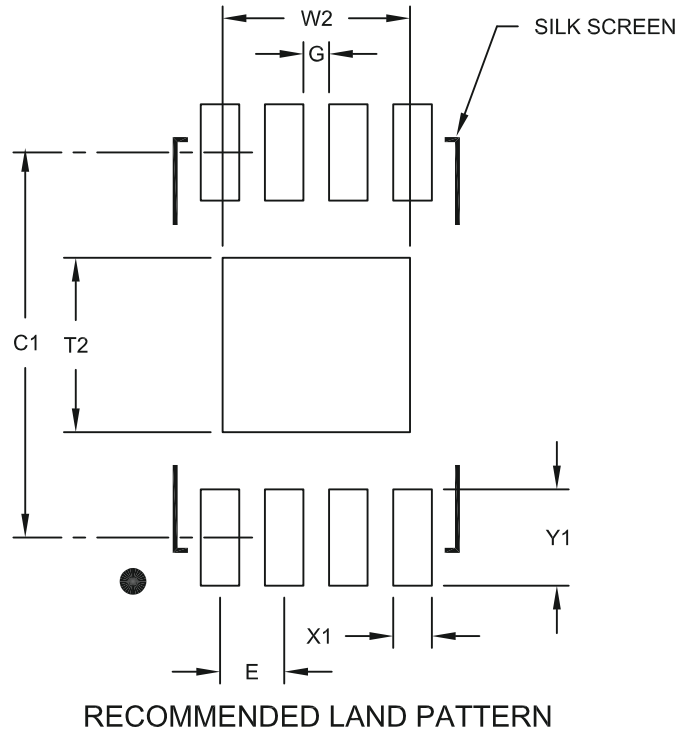 W2
SILK SCREEN
G
C1
T2
Y1
X1
E
RECOMMENDED LAND PATTERN